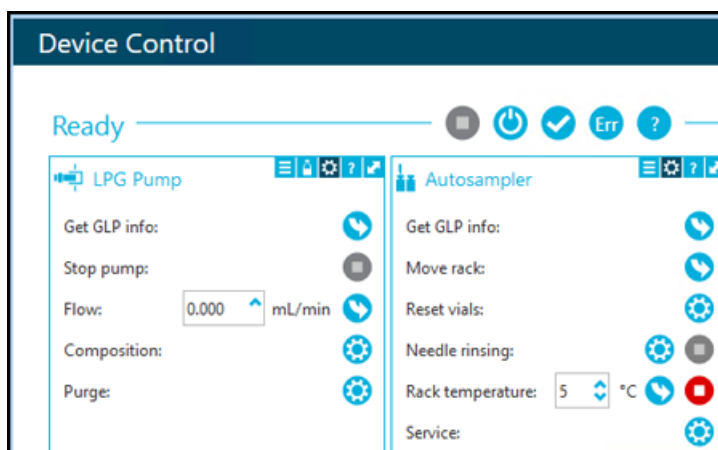 Device Control
Ready
Err ?
LPG Pump ?
Get GLP info:
Stop pump:
Flow: 0.000 mL/min
Composition:
Purge:
Autosampler ?
Get GLP info:
Move rack:
Reset vials:
Needle rinsing:
Rack temperature: 5 °C
Service: